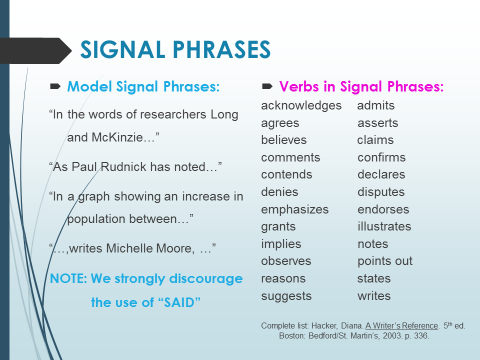 SIGNAL PHRASES
Model Signal Phrases:
“In the words of researchers Long
and McKinzie…”
“As Paul Rudnick has noted…”
“In a graph showing an increase in
population between…”
“…,writes Michelle Moore, …”
NOTE: We strongly discourage
the use of “SAID”
Verbs in Signal Phrases:
acknowledges admits
agrees asserts
believes claims
comments confirms
contends declares
denies disputes
emphasizes endorses
grants illustrates
implies notes
observes points out
reasons states
suggests writes
Complete list: Hacker, Diana. A Writer’s Reference. 5th ed.
Boston: Bedford/St. Martin’s, 2003. p. 336.